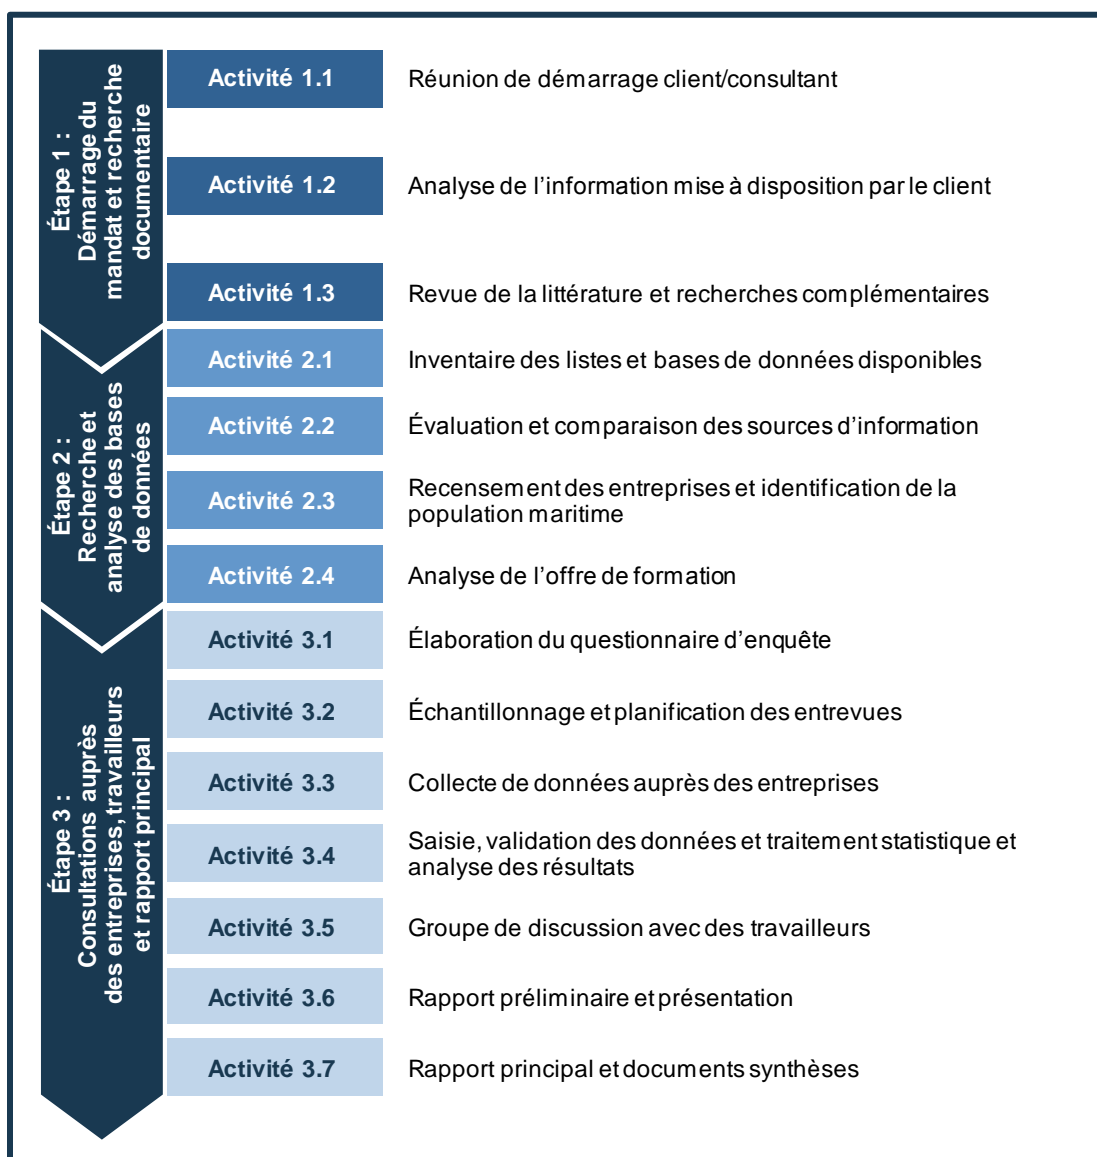 Étape 1 :
Démarrage du
mandat et recherche
documentaire
Activité 1.1
Réunion de démarrage client/consultant
Activité 1.2
Analyse de l’information mise à disposition par le client
Activité 1.3
Revue de la littérature et recherches complémentaires
Étape 2 :
Recherche et
analyse des bases
de données
Activité 2.1
Inventaire des listes et bases de données disponibles
Activité 2.2
Évaluation et comparaison des sources d’information
Activité 2.3
Recensement des entreprises et identification de la
population maritime
Activité 2.4
Analyse de l’offre de formation
Étape 3 :
Consultations auprès
des entreprises, travailleurs
et rapport principal
Activité 3.1
Élaboration du questionnaire d’enquête
Activité 3.2
Échantillonnage et planification des entrevues
Activité 3.3
Collecte de données auprès des entreprises
Activité 3.4
Saisie, validation des données et traitement statistique et
analyse des résultats
Activité 3.5
Groupe de discussion avec des travailleurs
Activité 3.6
Rapport préliminaire et présentation
Activité 3.7
Rapport principal et documents synthèses